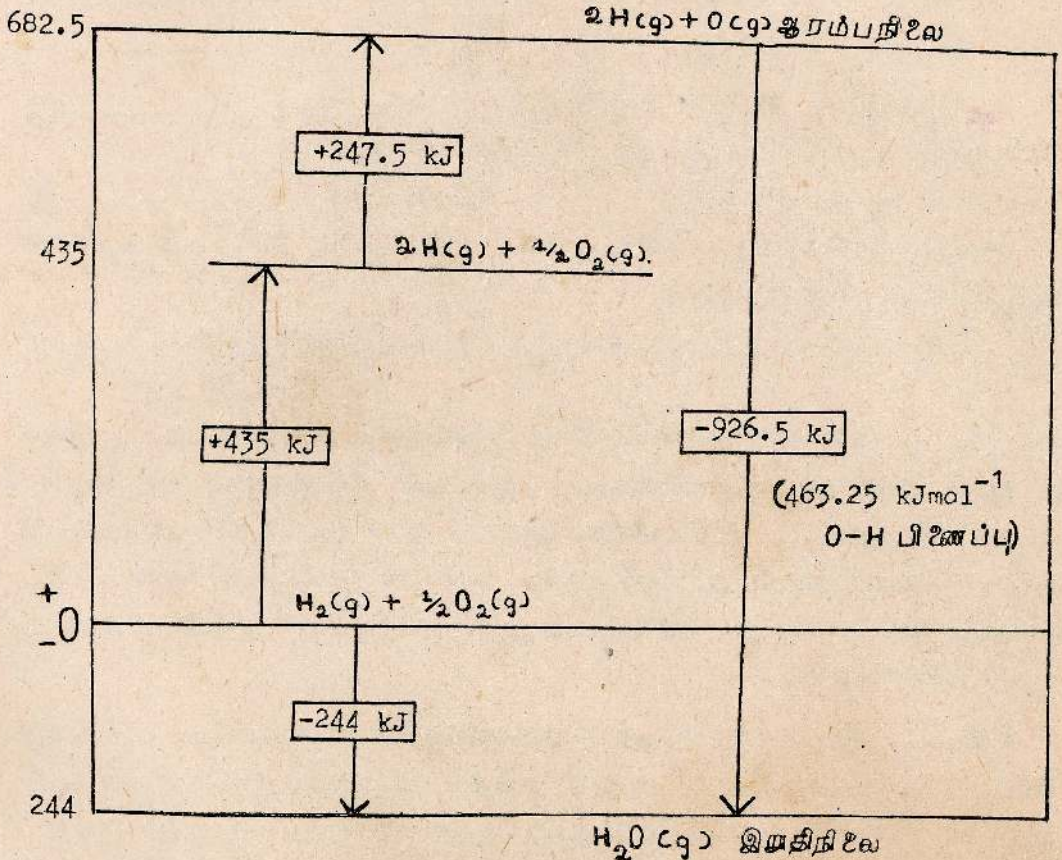 682.5
2H(g) + O(g) ஆரம்பநிலை
+247.5 kJ
435
2H(g) + ½O₂(g).
+435 kJ
-926.5 kJ
(463.25 kJmol⁻¹
O-H பிணைப்பு)
+
0
-
H₂(g) + ½O₂(g)
-244 kJ
244
H₂O (g) இறுதிநிலை